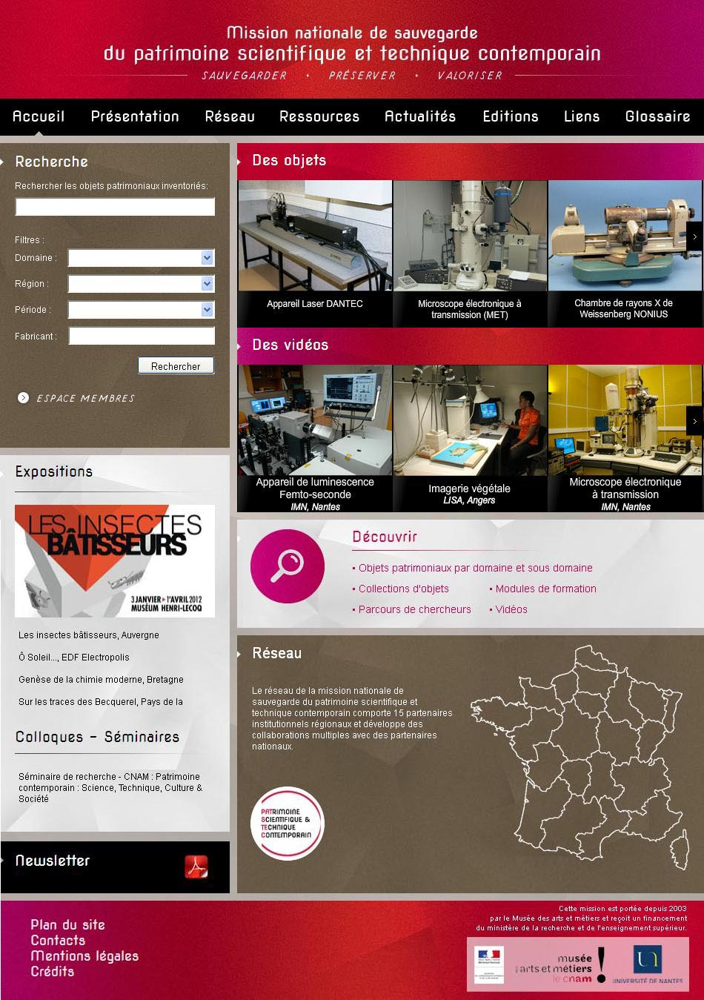 Mission nationale de sauvegarde
du patrimoine scientifique et technique contemporain
SAUVEGARDER • PRÉSERVER • VALORISER
Accueil Présentation Réseau Ressources Actualités Editions Liens Glossaire
Recherche
Rechercher les objets patrimoniaux inventoriés:
Filtres :
Domaine :
Région :
Période :
Fabricant :
Rechercher
ESPACE MEMBRES
Des objets
Appareil Laser DANTEC
Microscope électronique à
transmission (MET)
Chambre de rayons X de
Weissenberg NONIUS
Des vidéos
Appareil de luminescence
Femto-seconde
IMN, Nantes
Imagerie végétale
LISA, Angers
Microscope électronique
à transmission
IMN, Nantes
Expositions
LES INSECTES
BÂTISSEURS
3 JANVIER ▸ 1ER AVRIL 2012
MUSÉUM HENRI-LECOQ
Les insectes bâtisseurs, Auvergne
Ô Soleil..., EDF Electropolis
Genèse de la chimie moderne, Bretagne
Sur les traces des Becquerel, Pays de la
Colloques - Séminaires
Séminaire de recherche - CNAM : Patrimoine
contemporain : Science, Technique, Culture &
Société
Newsletter
Découvrir
• Objets patrimoniaux par domaine et sous domaine
• Collections d'objets • Modules de formation
• Parcours de chercheurs • Vidéos
Réseau
Le réseau de la mission nationale de
sauvegarde du patrimoine scientifique et
technique contemporain comporte 15 partenaires
institutionnels régionaux et développe des
collaborations multiples avec des partenaires
nationaux.
PATRIMOINE
SCIENTIFIQUE &
TECHNIQUE
CONTEMPORAIN
Plan du site
Contacts
Mentions légales
Crédits
Cette mission est portée depuis 2003
par le Musée des arts et métiers et reçoit un financement
du ministère de la recherche et de l'enseignement supérieur.
musée
arts et métiers
le cnam
UNIVERSITÉ DE NANTES